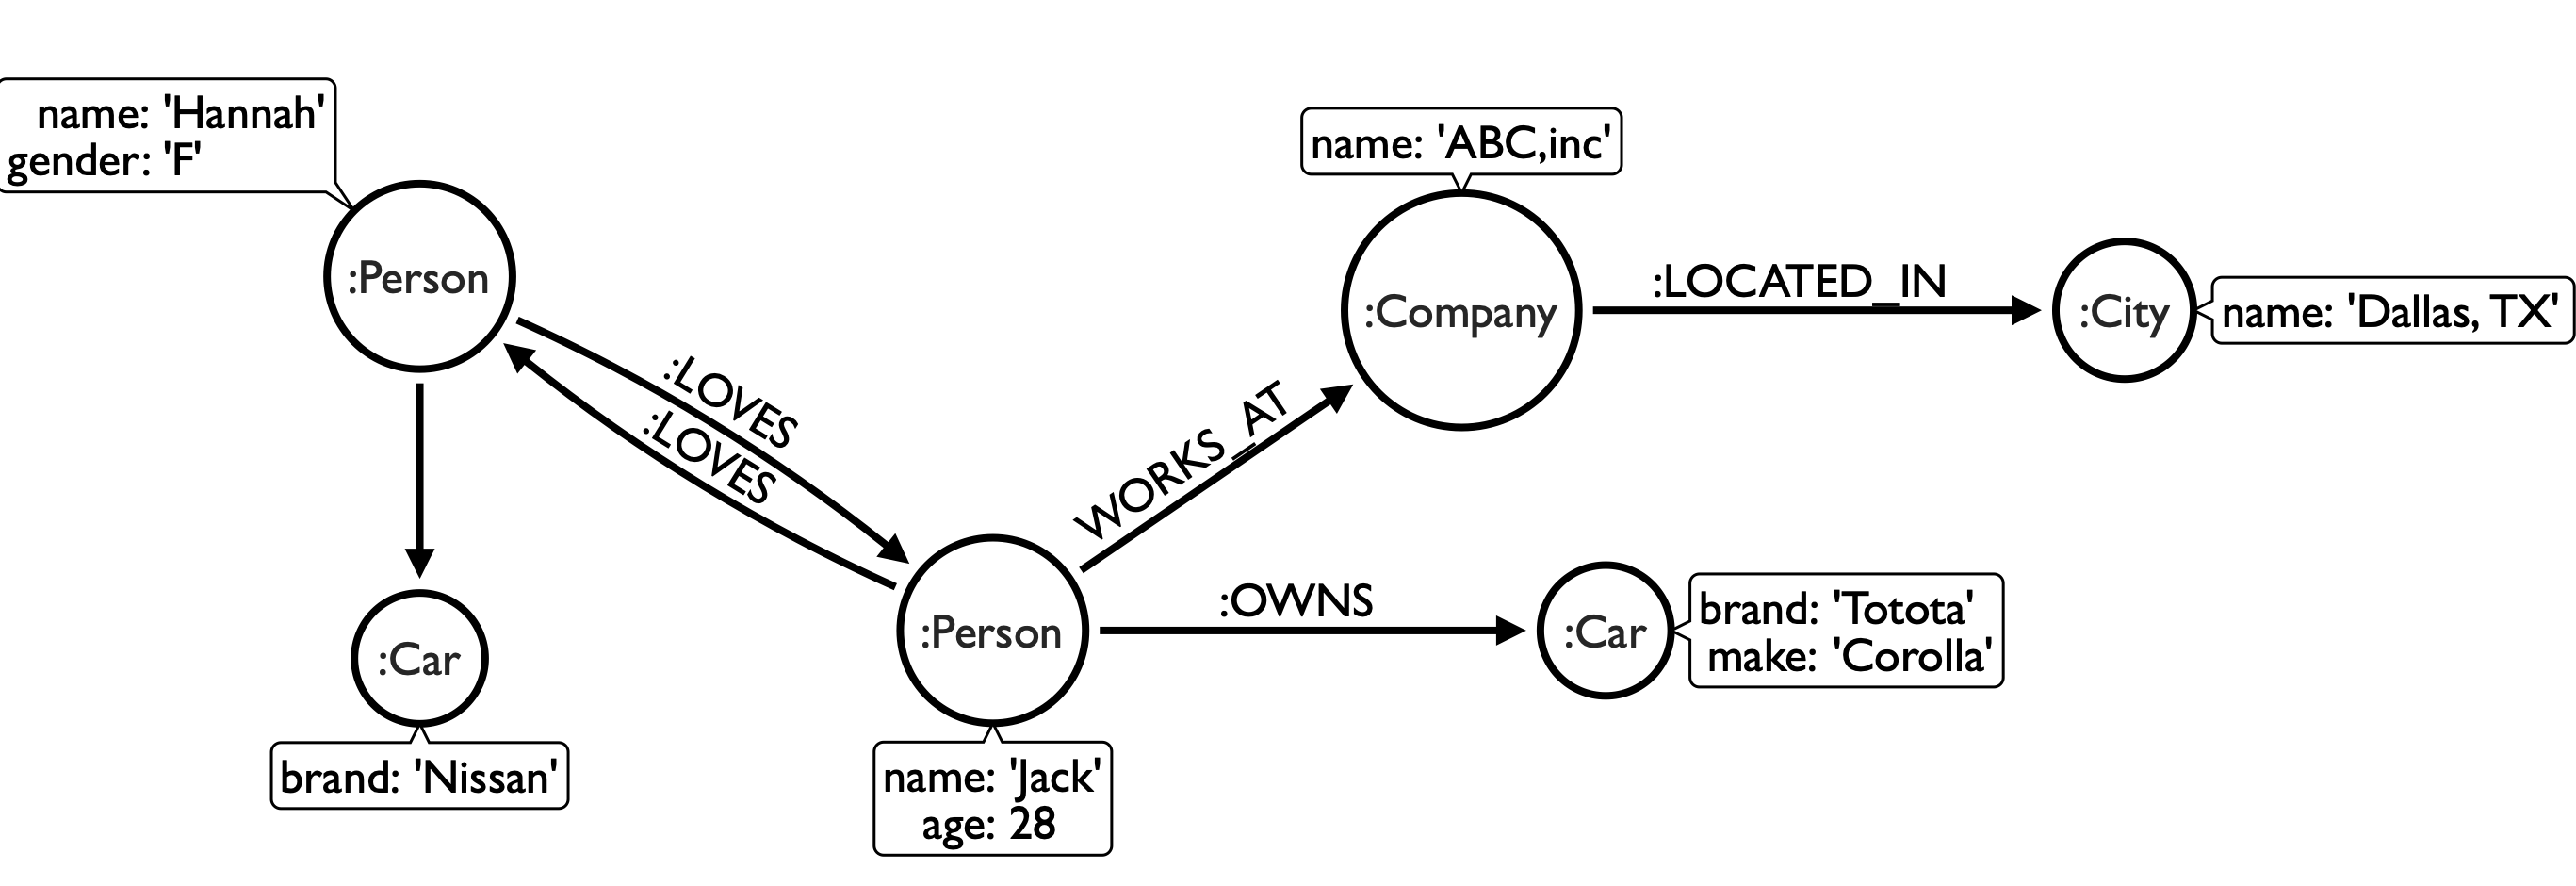 name: 'Hannah'
gender: 'F'
:Person
name: 'ABC,inc'
:Company
:LOCATED_IN
:City
name: 'Dallas, TX'
:LOVES
:LOVES
WORKS_AT
:OWNS
:Car
brand: 'Nissan'
:Person
name: 'Jack'
age: 28
:Car
brand: 'Totota'
make: 'Corolla'